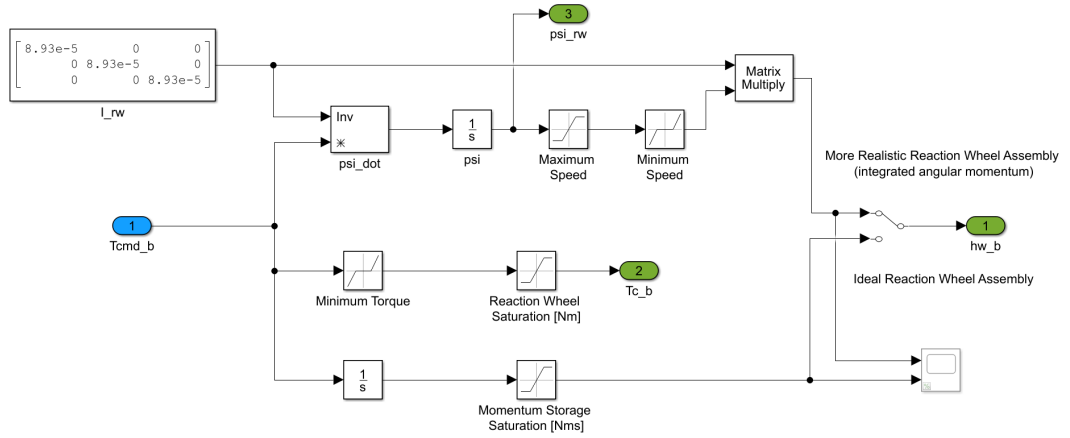 3
psi_rw
8.93e-5 0 0
0 8.93e-5 0
0 0 8.93e-5
I_rw
Matrix
Multiply
Inv
psi_dot
1
s
psi
Maximum
Speed
Minimum
Speed
More Realistic Reaction Wheel Assembly
(integrated angular momentum)
1
Tcmd_b
1
hw_b
Minimum Torque
Reaction Wheel
Saturation [Nm]
2
Tc_b
Ideal Reaction Wheel Assembly
1
s
Momentum Storage
Saturation [Nms]